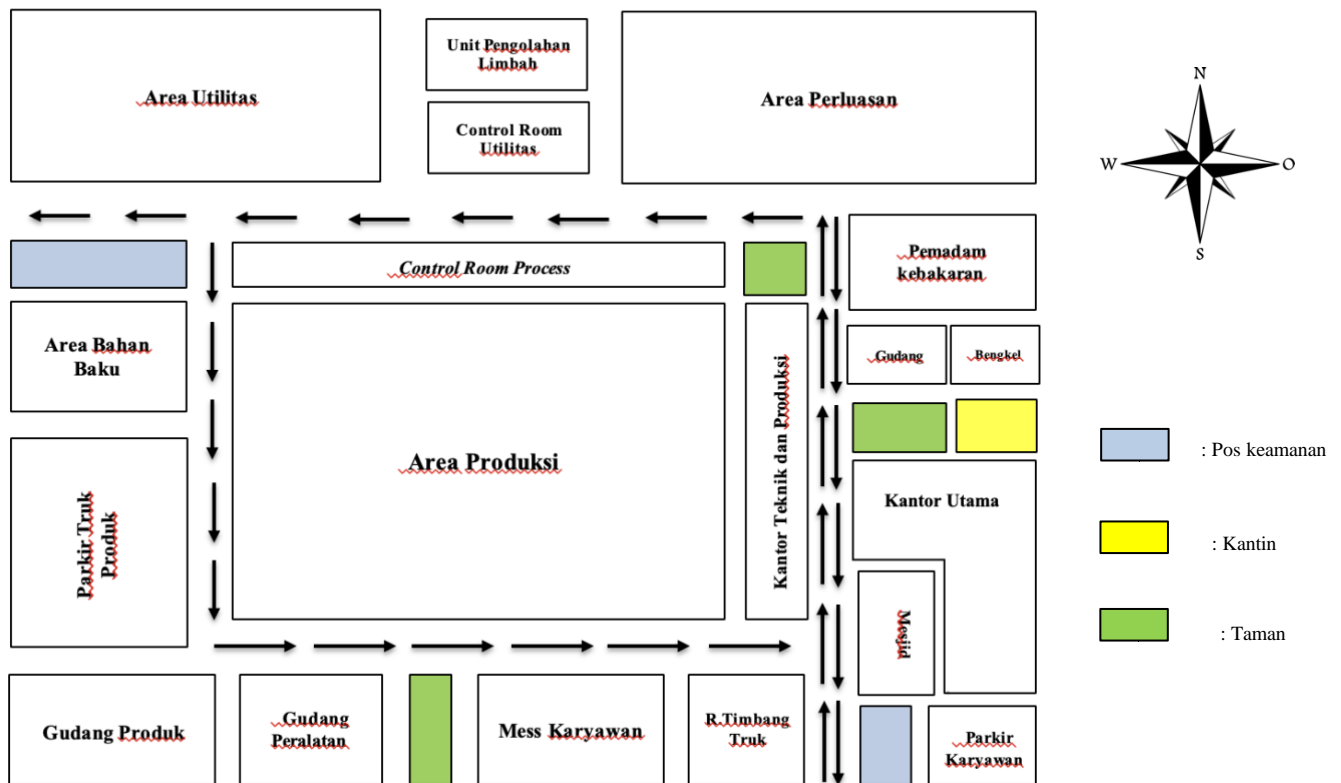 Area Utilitas
Unit Pengolahan
Limbah
Control Room
Utilitas
Area Perluasan
N
W
O
S
Control Room Process
Pemadam
kebakaran
Area Bahan
Baku
Gudang
Bengkel
Area Produksi
Kantor Teknik dan Produksi
Parkir Truk
Produk
Kantor Utama
Mesjid
: Pos keamanan
: Kantin
: Taman
Gudang Produk
Gudang
Peralatan
Mess Karyawan
R.Timbang
Truk
Parkir
Karyawan